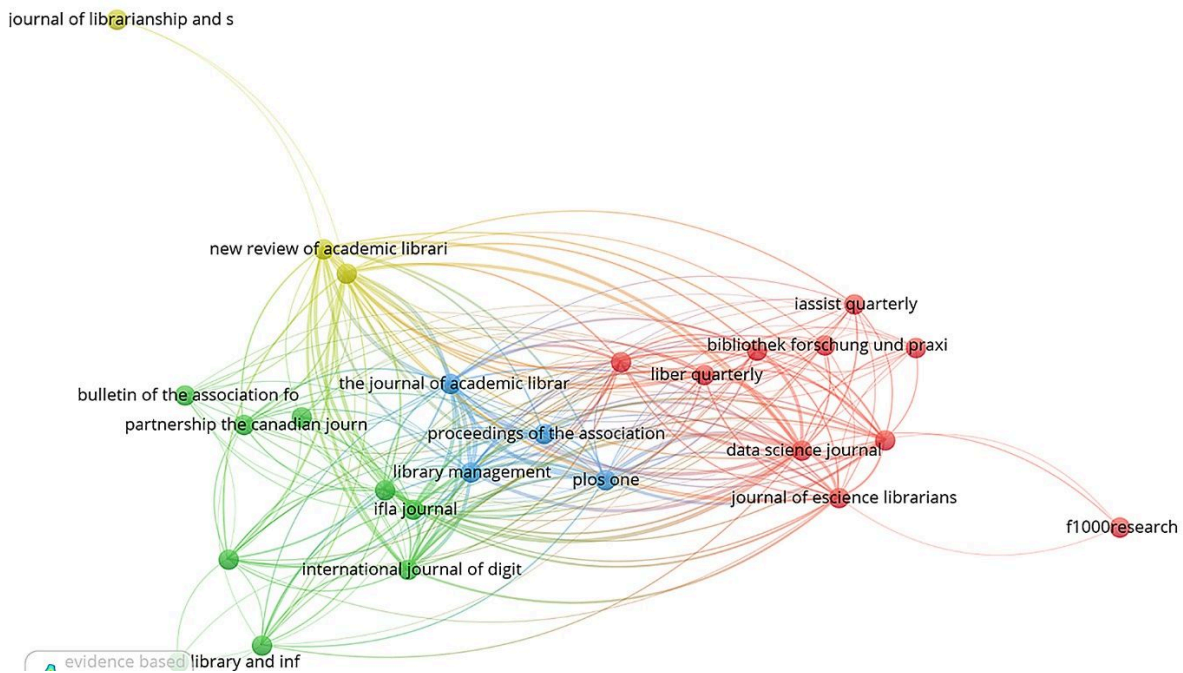 journal of librarianship and s
new review of academic librari
iassist quarterly
bibliothek forschung und praxi
liber quarterly
the journal of academic librar
bulletin of the association fo
partnership the canadian journ
proceedings of the association
data science journal
library management
plos one
journal of escience librarians
ifla journal
f1000research
international journal of digit
evidence based library and inf